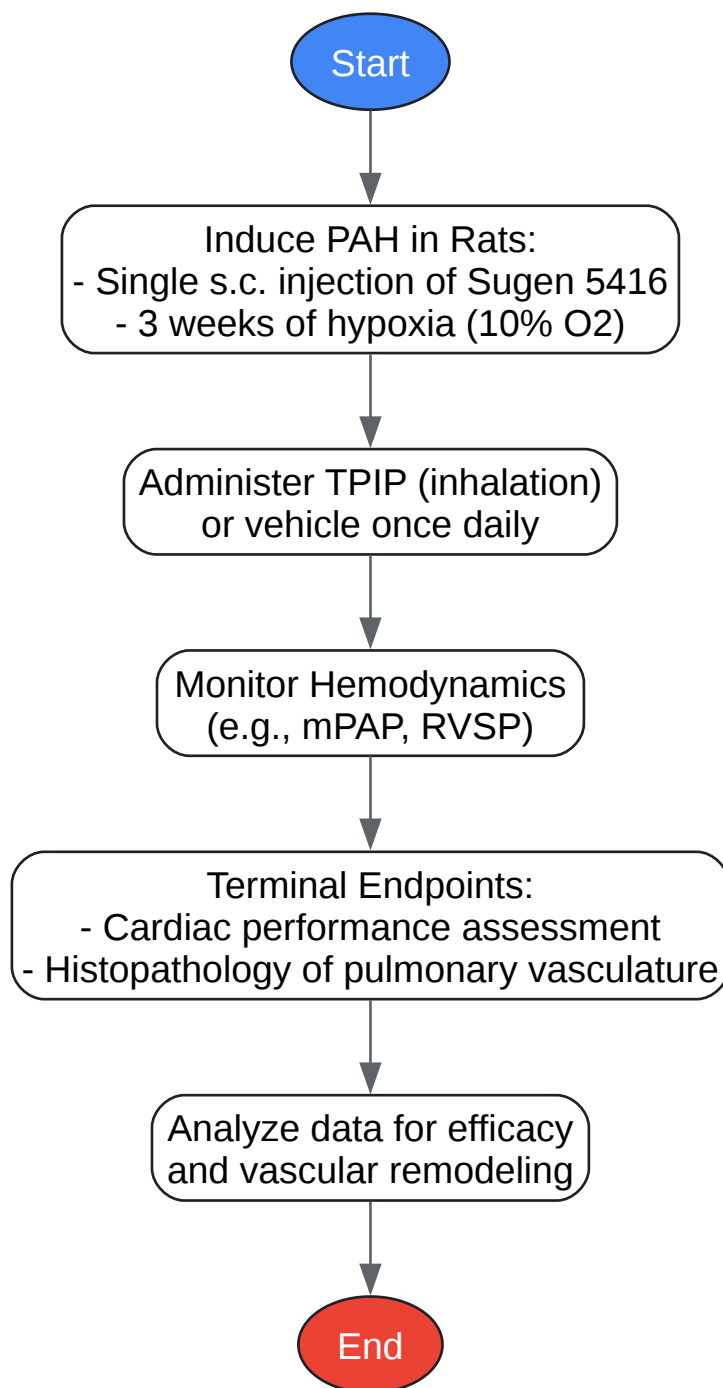 Start
Induce PAH in Rats:
- Single s.c. injection of Sugen 5416
- 3 weeks of hypoxia (10% O2)
Administer TPIP (inhalation)
or vehicle once daily
Monitor Hemodynamics
(e.g., mPAP, RVSP)
Terminal Endpoints:
- Cardiac performance assessment
- Histopathology of pulmonary vasculature
Analyze data for efficacy
and vascular remodeling
End